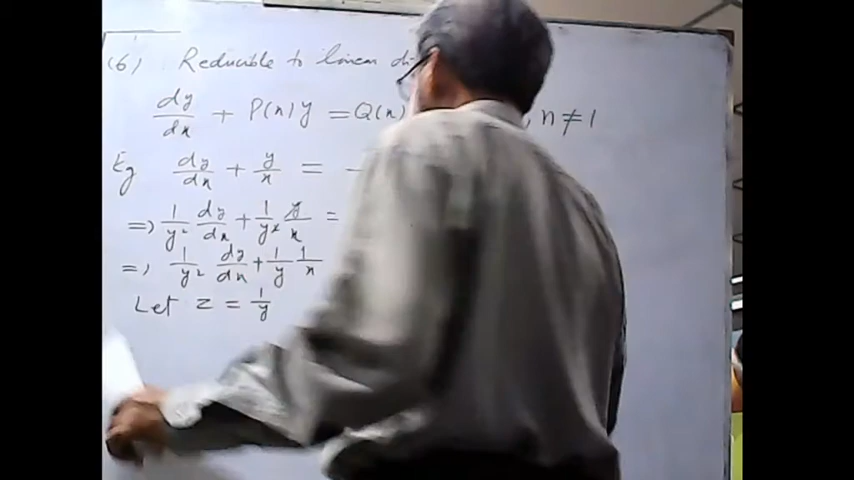 (6) Reducible to linear di
dy/dx + P(x)y = Q(x) , n ≠ 1
Eg dy/dx + y/x = -
=> 1/y² dy/dx + 1/y² y/x =
=> 1/y² dy/dx + 1/y 1/x
Let z = 1/y